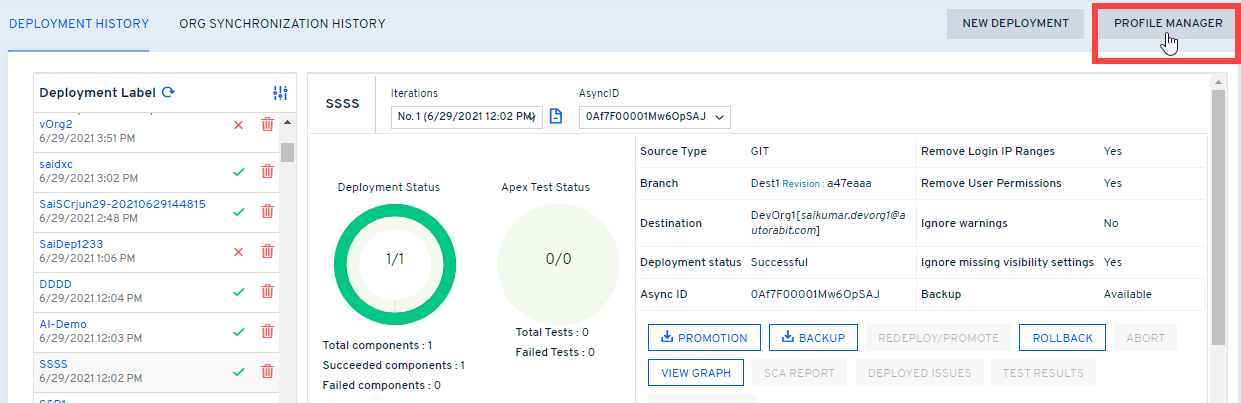 DEPLOYMENT HISTORY ORG SYNCHRONIZATION HISTORY NEW DEPLOYMENT PROFILE MANAGER
Deployment Label
vOrg2
6/29/2021 3:51 PM
saidxc
6/29/2021 3:02 PM
SaiSCrjun29-20210629144815
6/29/2021 2:48 PM
SaiDep1233
6/29/2021 1:06 PM
DDDD
6/29/2021 12:04 PM
AI-Demo
6/29/2021 12:03 PM
SSSS
6/29/2021 12:02 PM
SSSS
Iterations
No. 1 (6/29/2021 12:02 PM)
AsyncID
0Af7F00001Mw6OpSAJ
Deployment Status
1/1
Total components : 1
Succeeded components : 1
Failed components : 0
Apex Test Status
0/0
Total Tests : 0
Failed Tests : 0
Source Type GIT Remove Login IP Ranges Yes
Branch Dest1 Revision : a47eaaa Remove User Permissions Yes
Destination DevOrg1[saikumar.devorg1@a
utorabit.com] Ignore warnings No
Deployment status Successful Ignore missing visibility settings Yes
Async ID 0Af7F00001Mw6OpSAJ Backup Available
PROMOTION BACKUP REDEPLOY/PROMOTE ROLLBACK ABORT
VIEW GRAPH SCA REPORT DEPLOYED ISSUES TEST RESULTS